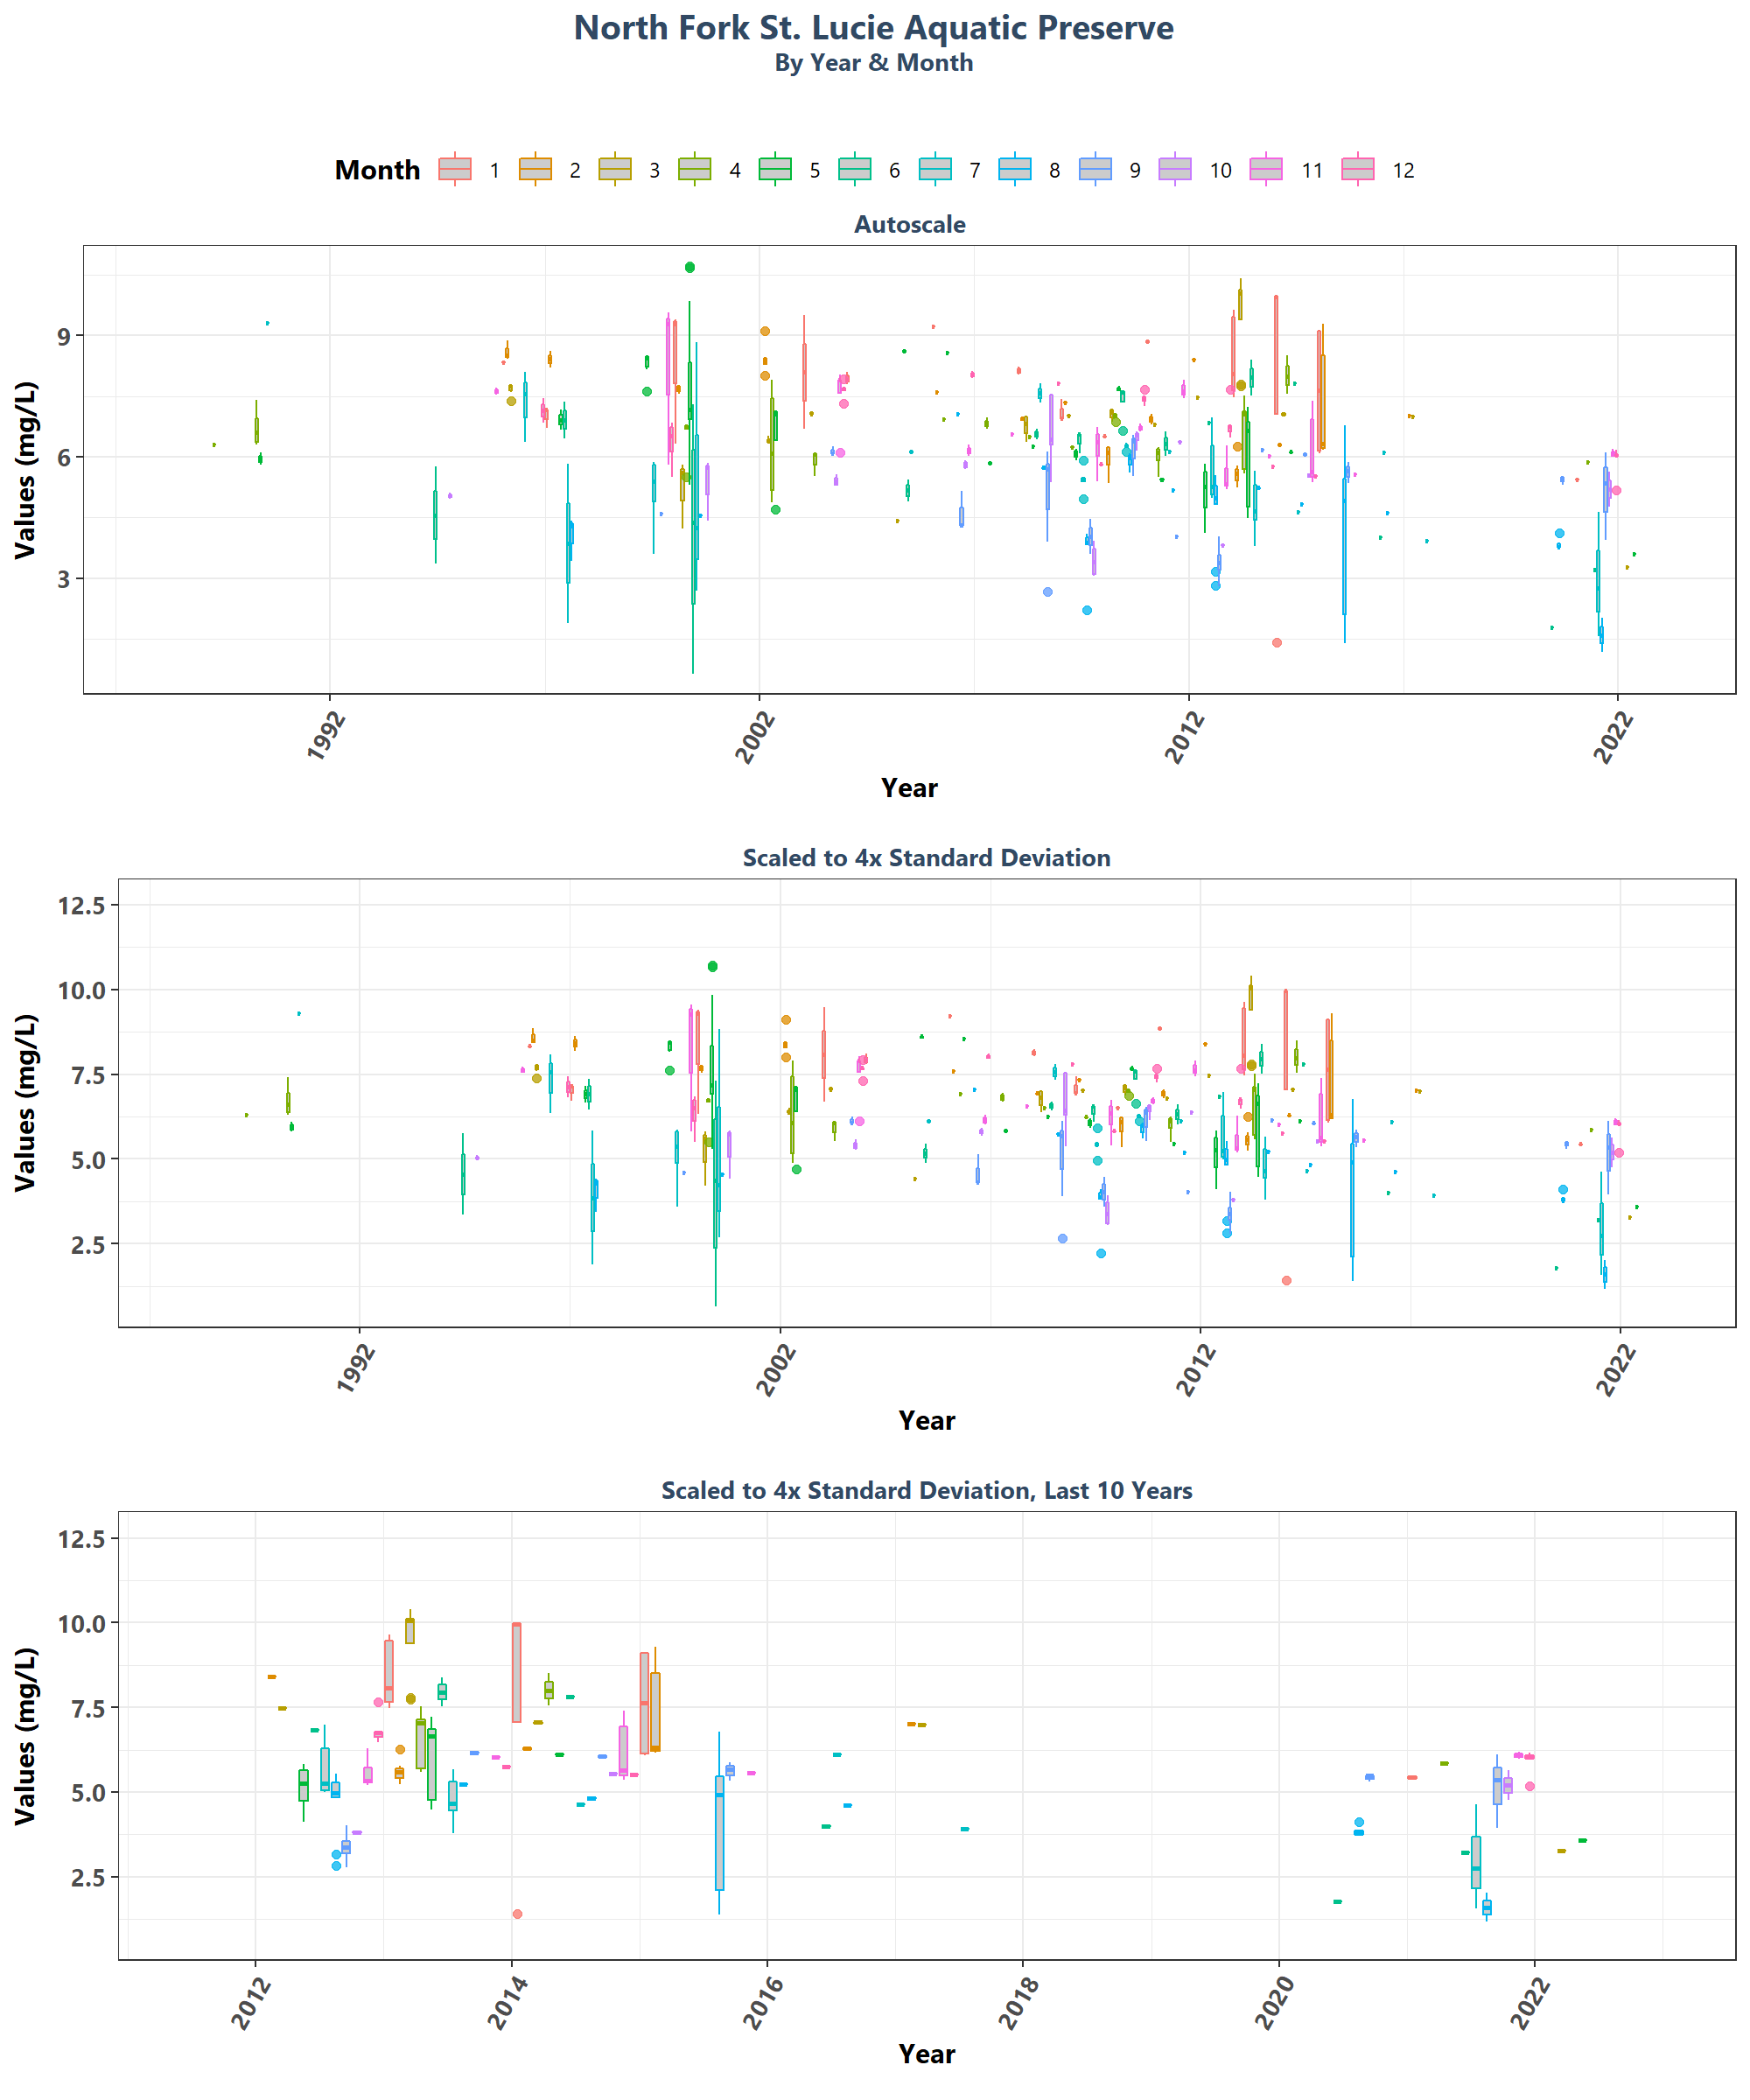 North Fork St. Lucie Aquatic Preserve
By Year & Month
Month 1 2 3 4 5 6 7 8 9 10 11 12
Autoscale
9
6
3
Values (mg/L)
1992 2002 2012 2022
Year
Scaled to 4x Standard Deviation
12.5
10.0
7.5
5.0
2.5
Values (mg/L)
1992 2002 2012 2022
Year
Scaled to 4x Standard Deviation, Last 10 Years
12.5
10.0
7.5
5.0
2.5
Values (mg/L)
2012 2014 2016 2018 2020 2022
Year